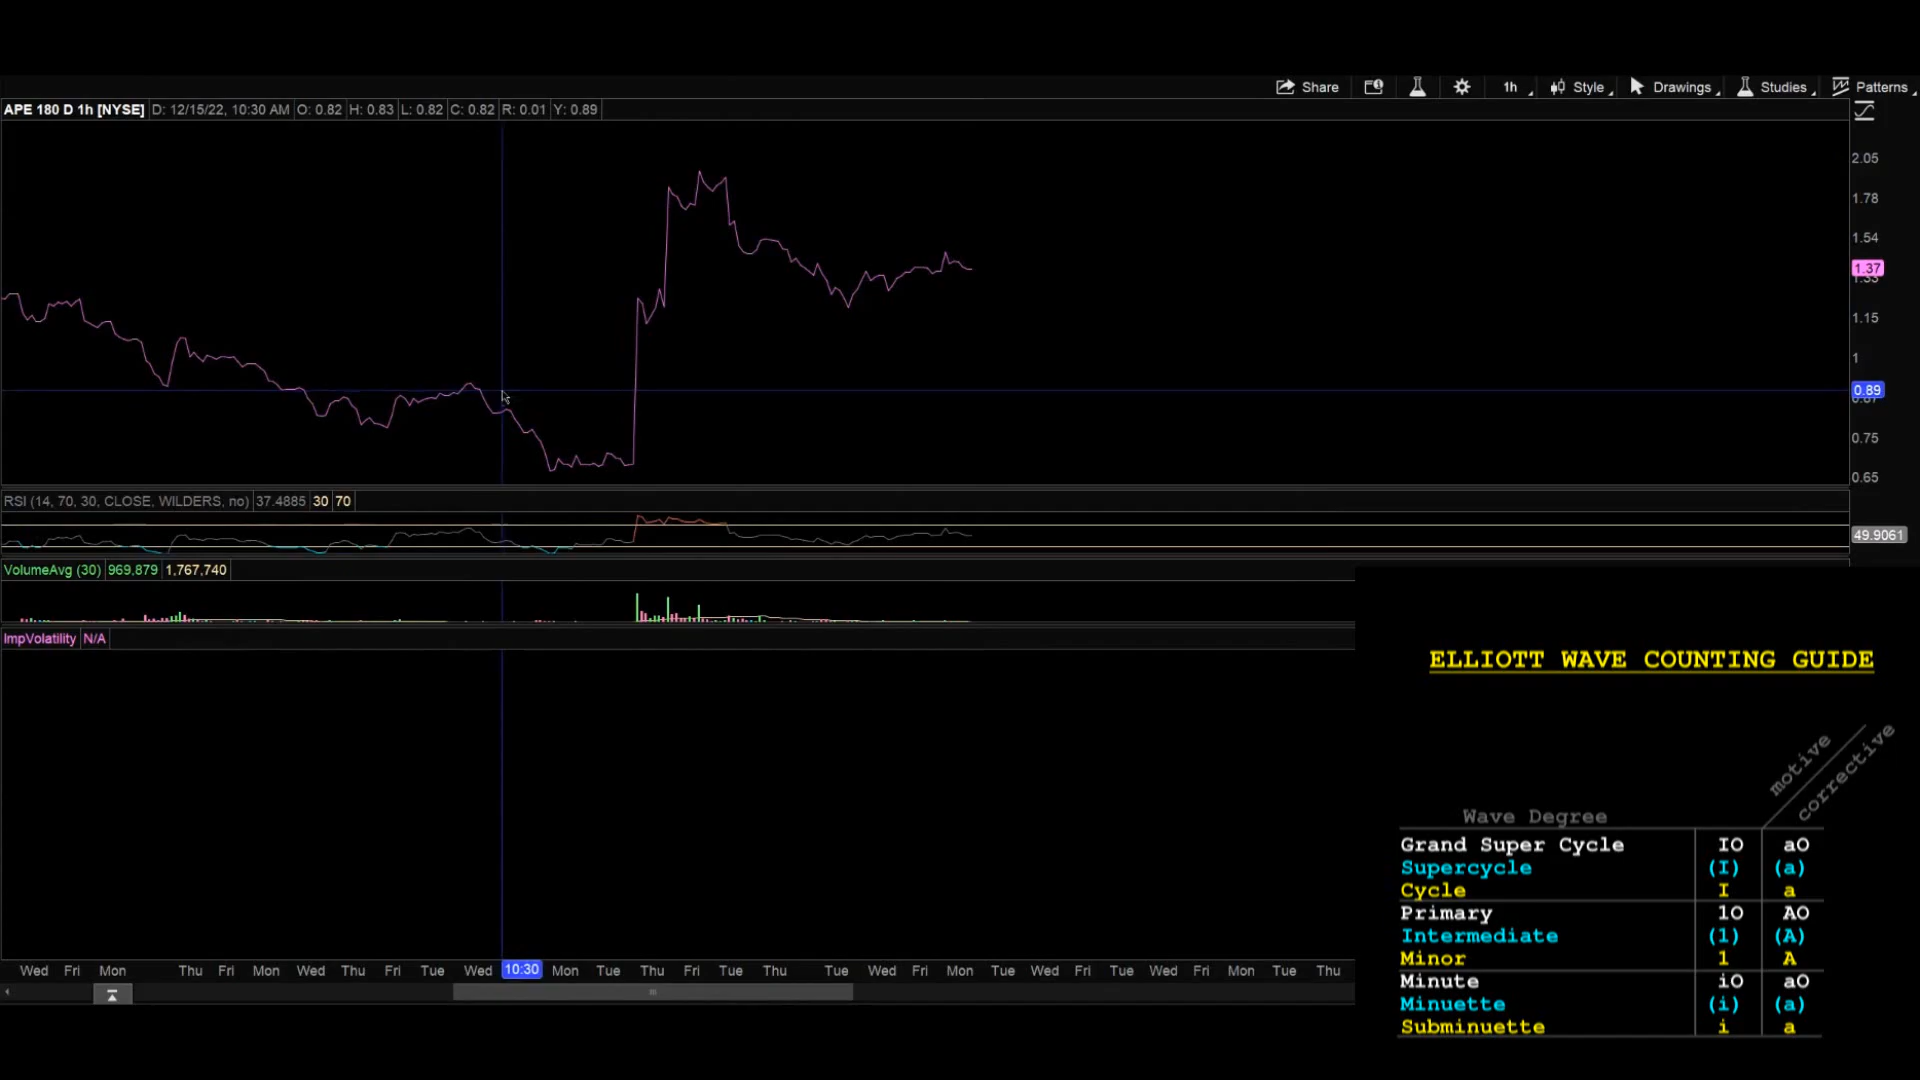 Share 1h Style Drawings Studies Patterns
APE 180 D 1h [NYSE] D: 12/15/22, 10:30 AM O: 0.82 H: 0.83 L: 0.82 C: 0.82 R: 0.01 Y: 0.89
2.05
1.78
1.54
1.37
1.15
1
0.89
0.75
0.65
RSI (14, 70, 30, CLOSE, WILDERS, no) 37.4885 30 70
49.9061
VolumeAvg (30) 969,879 1,767,740
ImpVolatility N/A
ELLIOTT WAVE COUNTING GUIDE
motive
corrective
Wave Degree
Grand Super Cycle IO aO
Supercycle (I) (a)
Cycle I a
Primary 1O AO
Intermediate (1) (A)
Minor 1 A
Minute iO aO
Minuette (i) (a)
Subminuette i a
Wed Fri Mon Thu Fri Mon Wed Thu Fri Tue Wed 10:30 Mon Tue Thu Fri Tue Thu Tue Wed Fri Mon Tue Wed Fri Tue Wed Fri Mon Tue Thu